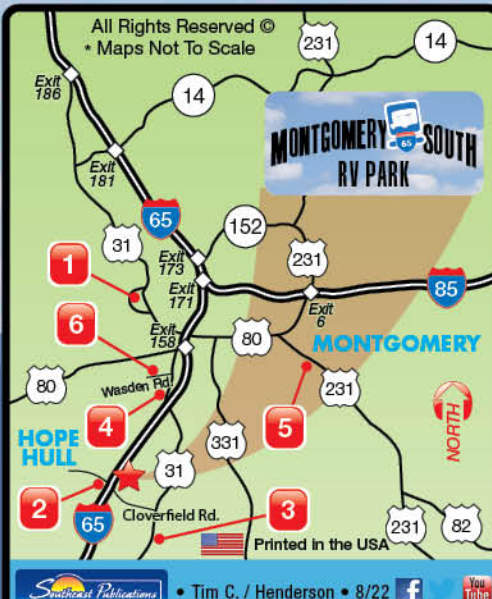 All Rights Reserved ©
* Maps Not To Scale
231
14
Exit
186
14
MONTGOMERY 65 SOUTH
RV PARK
Exit
181
65
152
31
231
1
Exit
173
85
Exit
171
Exit
6
6
Exit
158
80
MONTGOMERY
80
Wasden Rd.
231
4
5
NORTH
HOPE
HULL
331
31
2
3
Cloverfield Rd.
65
231
82
Printed in the USA
Southeast Publications
• Tim C. / Henderson • 8/22
f
You
Tube